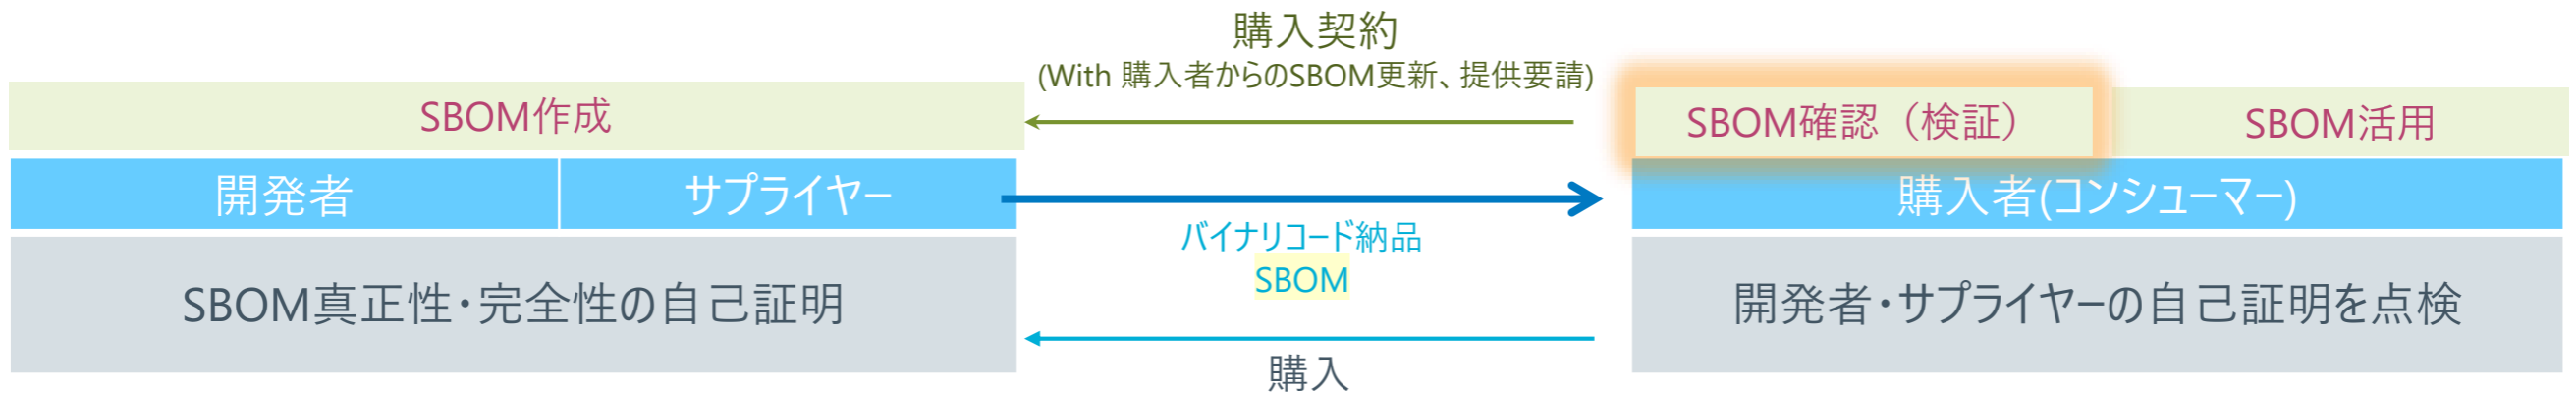 購入契約
(With 購入者からのSBOM更新、提供要請)
SBOM作成
SBOM確認（検証）
SBOM活用
開発者
サプライヤー
購入者(コンシューマー)
バイナリコード納品
SBOM
SBOM真正性・完全性の自己証明
開発者・サプライヤーの自己証明を点検
購入